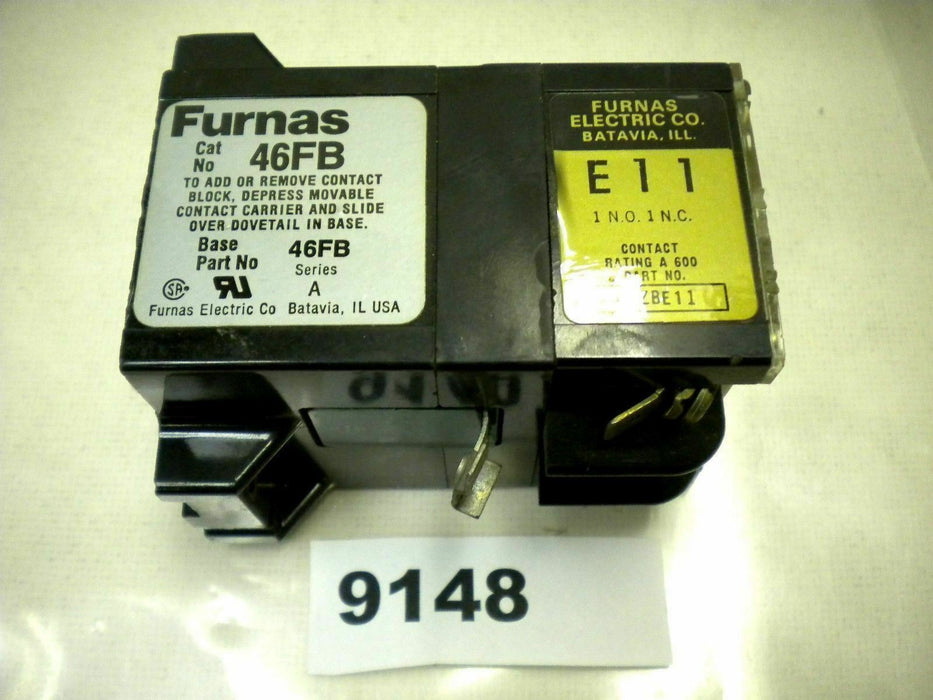 Furnas
Cat
No 46FB
TO ADD OR REMOVE CONTACT
BLOCK, DEPRESS MOVABLE
CONTACT CARRIER AND SLIDE
OVER DOVETAIL IN BASE.
Base
Part No 46FB
Series
A
SA
Furnas Electric Co Batavia, IL USA
FURNAS
ELECTRIC CO.
BATAVIA, ILL.
E 11
1 N.O. 1 N.C.
CONTACT
RATING A 600
PART NO.
ZBE11
9148